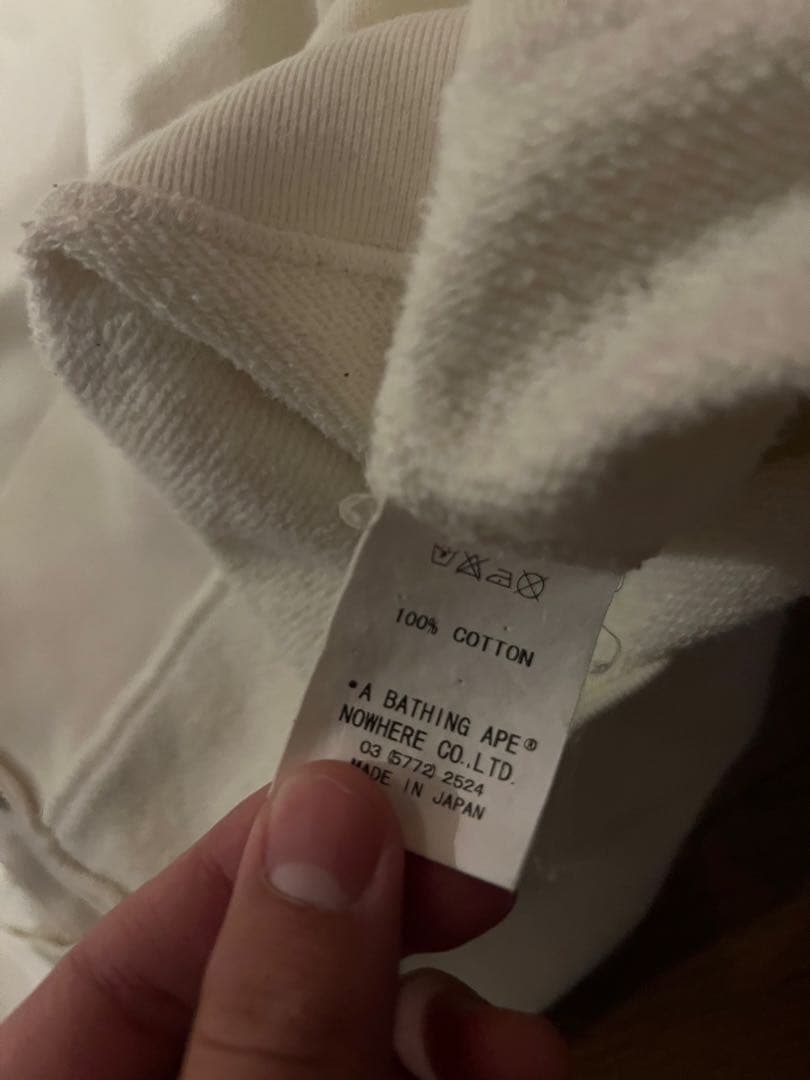 100% COTTON
•A BATHING APE®
NOWHERE CO.,LTD.
03 (5772) 2524
MADE IN JAPAN